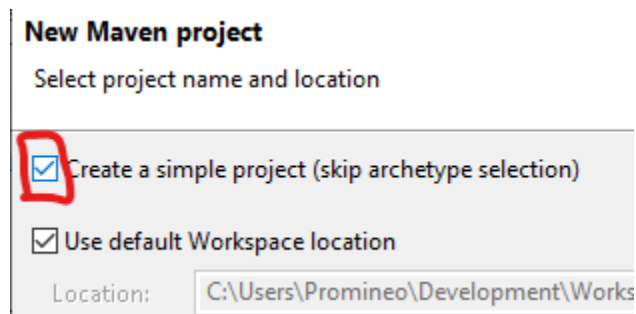 New Maven project
Select project name and location
Create a simple project (skip archetype selection)
Use default Workspace location
Location: C:\Users\Promineo\Development\Works